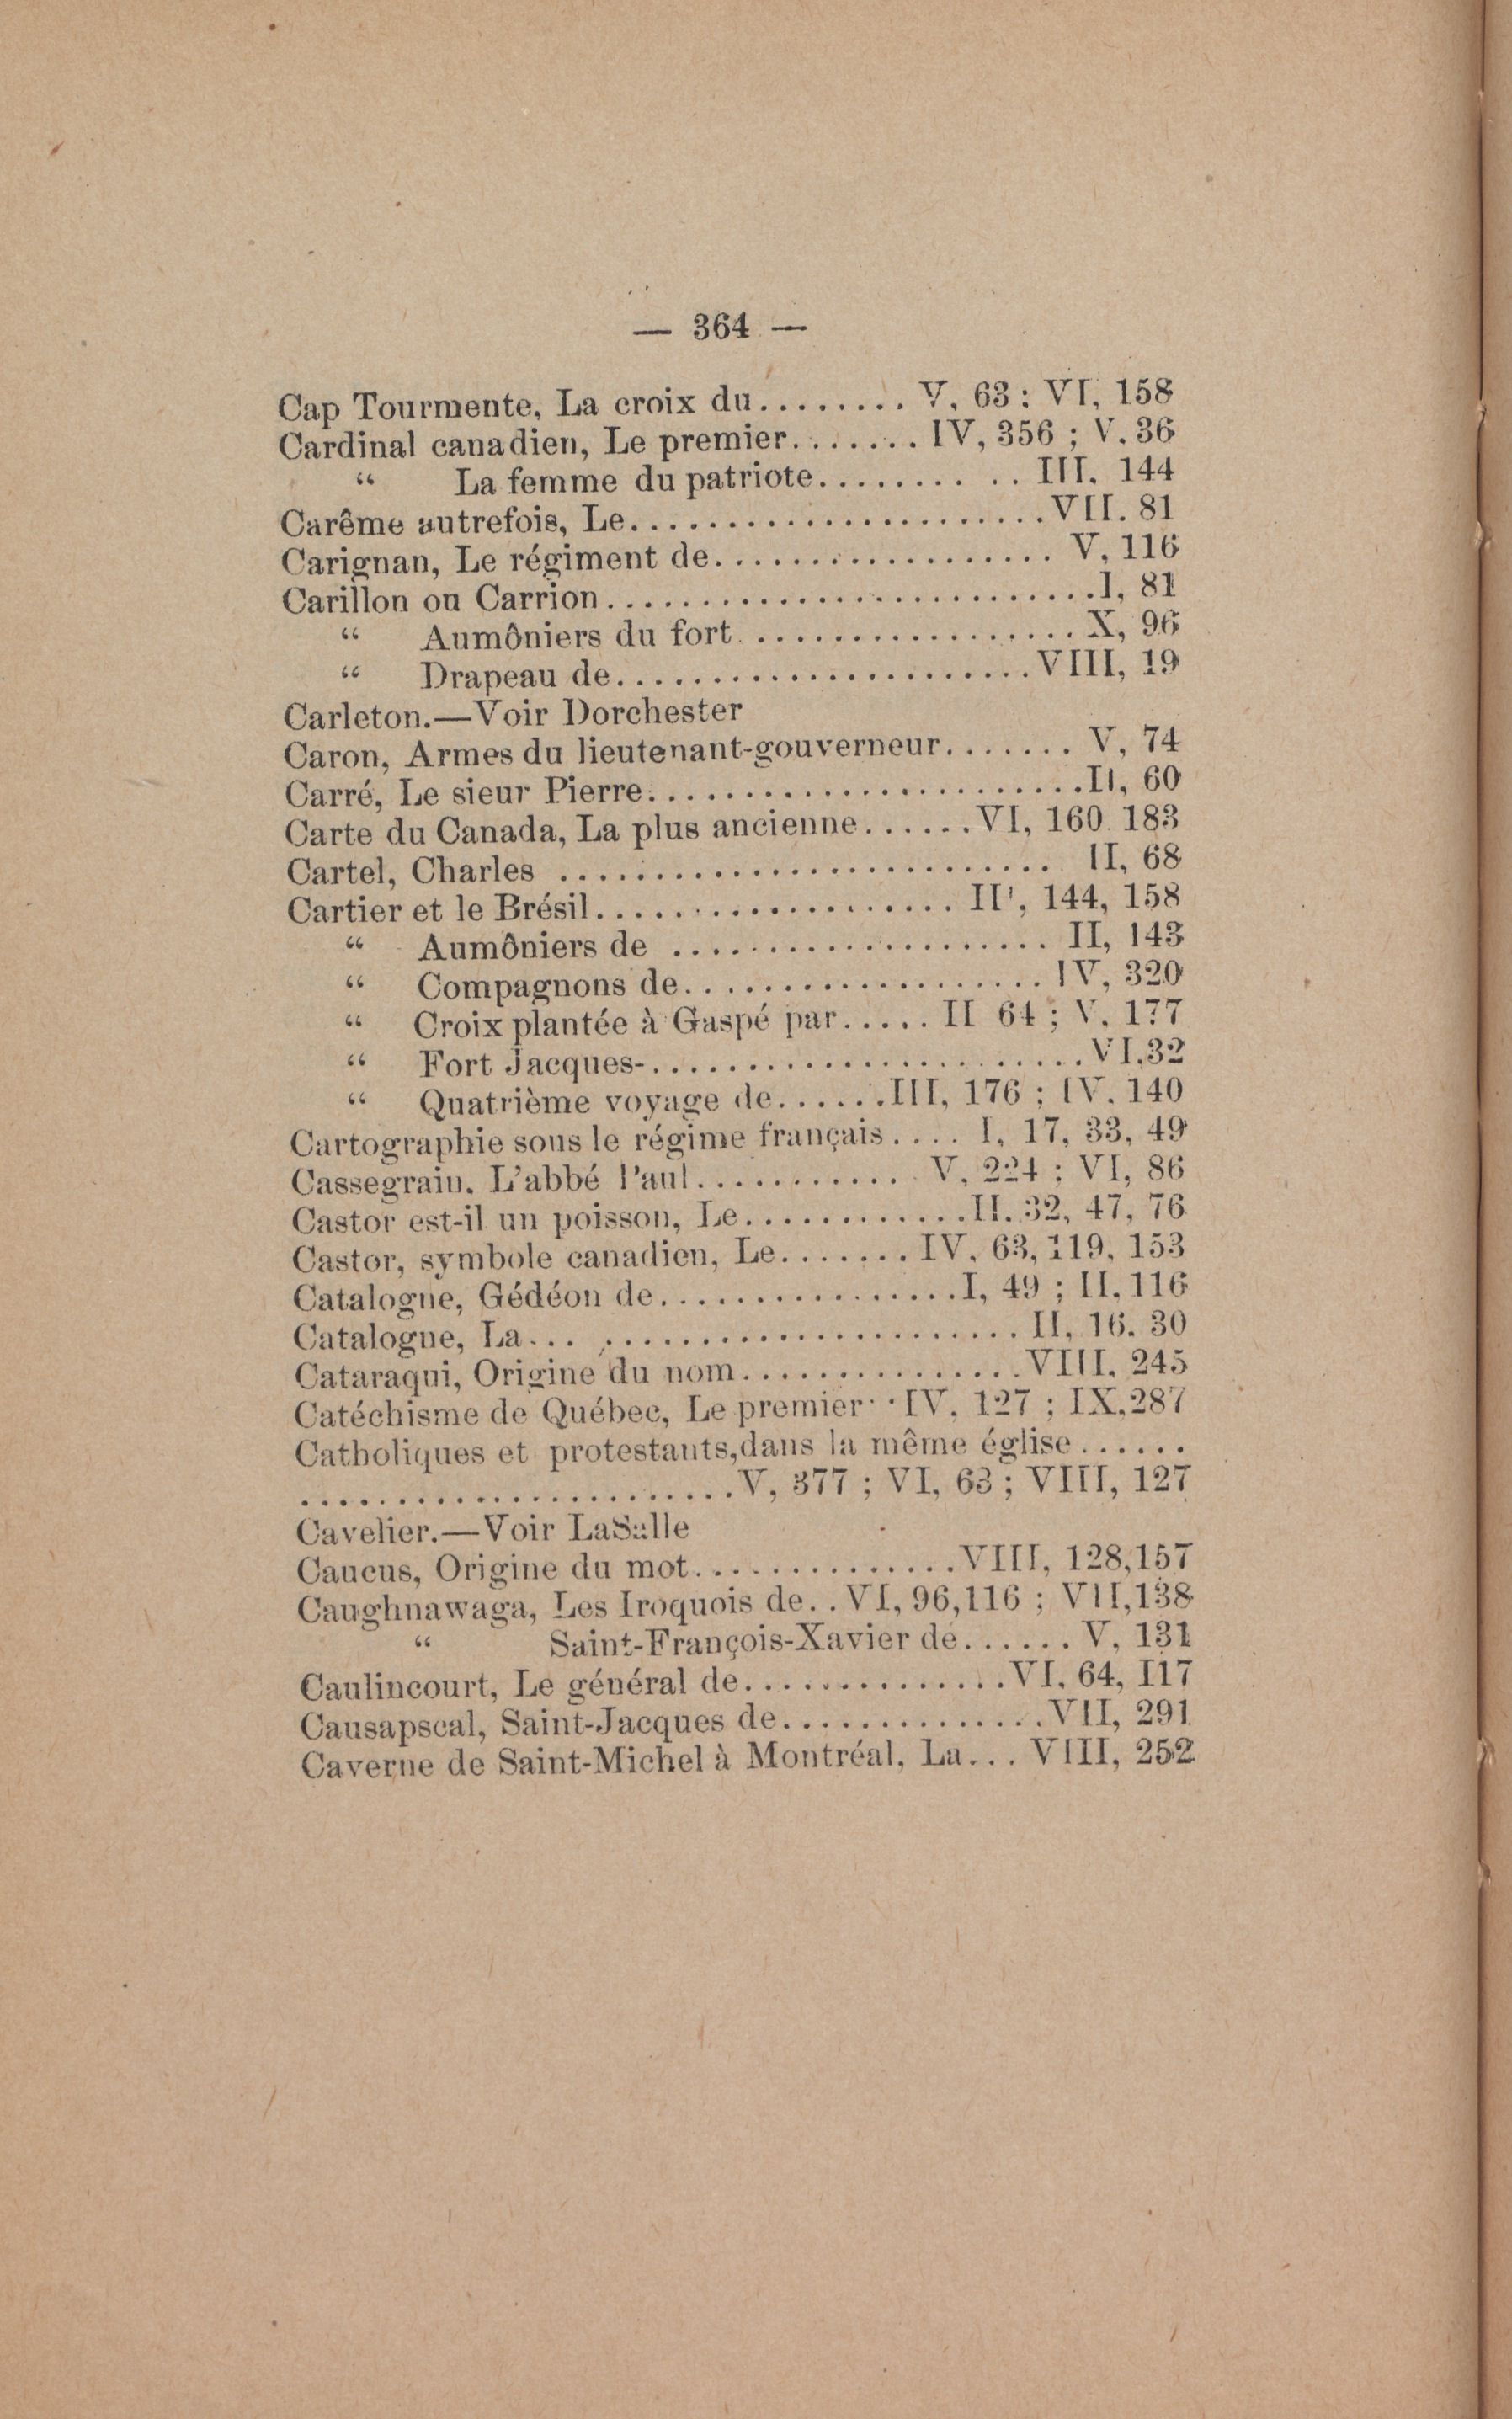 — 364 —
Cap Tourmente, La croix du........ V, 63 ; VI, 158
Cardinal canadien, Le premier....... IV, 356 ; V. 36
“ La femme du patriote........ .. III. 144
Carême autrefois, Le......................VII. 81
Carignan, Le régiment de.................. V, 116
Carillon ou Carrion..........................I, 81
“ Aumôniers du fort. ................. X, 96
“ Drapeau de......................VIII, 19
Carleton.—Voir Dorchester
Caron, Armes du lieutenant-gouverneur....... V, 74
Carré, Le sieur Pierre.......................II, 60
Carte du Canada, La plus ancienne......VI, 160. 183
Cartel, Charles .......................... II, 68
Cartier et le Brésil................... II', 144, 158
“ Aumôniers de .................... II, 143
“ Compagnons de................... IV, 320
“ Croix plantée à Gaspé par..... II 64 ; V. 177
“ Fort Jacques-.......................VI,32
“ Quatrième voyage de......III, 176 ; IV. 140
Cartographie sous le régime français.... I, 17, 33, 49
Cassegrain. L'abbé Paul........... V, 224 ; VI, 86
Castor est-il un poisson, Le............II. 32, 47, 76
Castor, symbole canadien, Le....... IV, 63, 119, 153
Catalogne, Gédéon de................I, 49 ; II, 116
Catalogne, La... ...................... II, 16. 30
Cataraqui, Origine du nom...............VIII, 245
Catéchisme de Québec, Le premier..IV, 127 ; IX,287
Catholiques et protestants,dans la même église......
.......................V, 377 ; VI, 63 ; VIII, 127
Cavelier.—Voir LaSalle
Caucus, Origine du mot..............VIII, 128,157
Caughnawaga, Les Iroquois de..VI, 96,116 ; VII,138
“ Saint-François-Xavier de...... V, 131
Caulincourt, Le général de..............VI, 64, I17
Causapscal, Saint-Jacques de..............VII, 291
Caverne de Saint-Michel à Montréal, La... VIII, 252